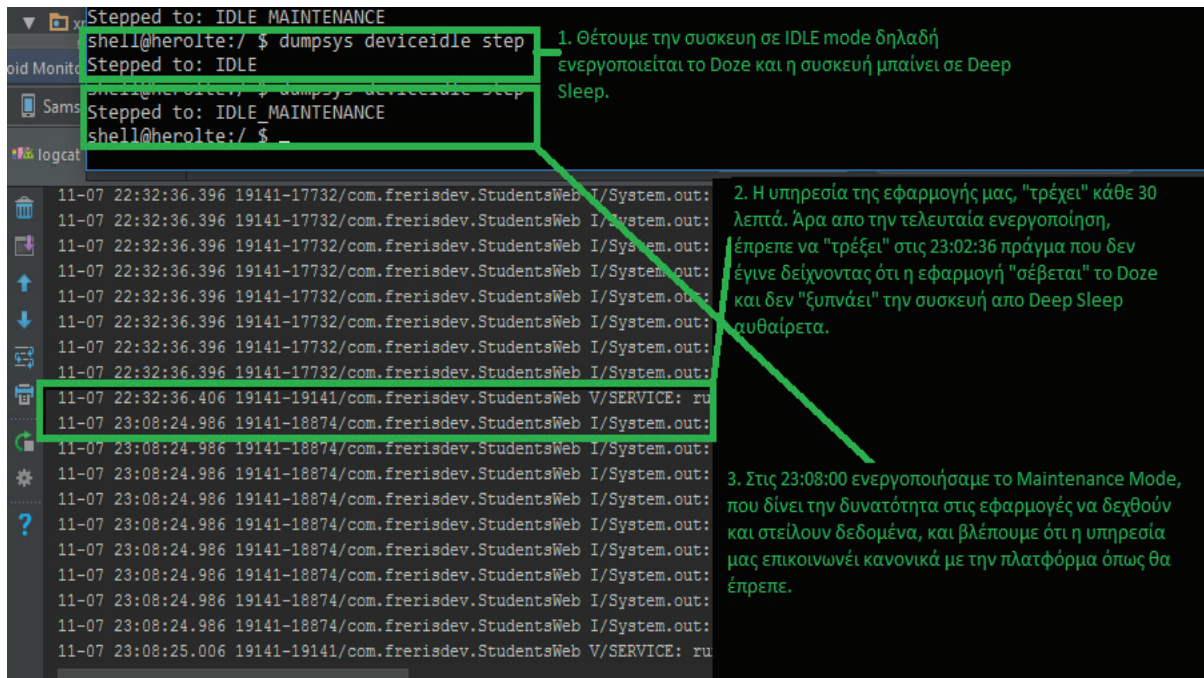 Stepped to: IDLE_MAINTENANCE
shell@herolte:/ $ dumpsys deviceidle step
Stepped to: IDLE
shell@herolte:/ $ dumpsys deviceidle step
Stepped to: IDLE_MAINTENANCE
shell@herolte:/ $ _
oid Monito
Sams
logcat
1. Θέτουμε την συσκευη σε IDLE mode δηλαδή
ενεργοποιείται το Doze και η συσκευή μπαίνει σε Deep
Sleep.
11-07 22:32:36.396 19141-17732/com.frerisdev.StudentsWeb I/System.out:
11-07 22:32:36.396 19141-17732/com.frerisdev.StudentsWeb I/System.out:
11-07 22:32:36.396 19141-17732/com.frerisdev.StudentsWeb I/System.out:
11-07 22:32:36.396 19141-17732/com.frerisdev.StudentsWeb I/System.out:
11-07 22:32:36.396 19141-17732/com.frerisdev.StudentsWeb I/System.out:
11-07 22:32:36.396 19141-17732/com.frerisdev.StudentsWeb I/System.out:
11-07 22:32:36.396 19141-17732/com.frerisdev.StudentsWeb I/System.out:
11-07 22:32:36.396 19141-17732/com.frerisdev.StudentsWeb I/System.out:
11-07 22:32:36.406 19141-19141/com.frerisdev.StudentsWeb V/SERVICE: ru
11-07 23:08:24.986 19141-18874/com.frerisdev.StudentsWeb I/System.out:
11-07 23:08:24.986 19141-18874/com.frerisdev.StudentsWeb I/System.out:
11-07 23:08:24.986 19141-18874/com.frerisdev.StudentsWeb I/System.out:
11-07 23:08:24.986 19141-18874/com.frerisdev.StudentsWeb I/System.out:
11-07 23:08:24.986 19141-18874/com.frerisdev.StudentsWeb I/System.out:
11-07 23:08:24.986 19141-18874/com.frerisdev.StudentsWeb I/System.out:
11-07 23:08:24.986 19141-18874/com.frerisdev.StudentsWeb I/System.out:
11-07 23:08:24.986 19141-18874/com.frerisdev.StudentsWeb I/System.out:
11-07 23:08:24.986 19141-18874/com.frerisdev.StudentsWeb I/System.out:
11-07 23:08:25.006 19141-19141/com.frerisdev.StudentsWeb V/SERVICE: ru
2. Η υπηρεσία της εφαρμογής μας, "τρέχει" κάθε 30
λεπτά. Άρα απο την τελευταία ενεργοποίηση,
έπρεπε να "τρέξει" στις 23:02:36 πράγμα που δεν
έγινε δείχνοντας ότι η εφαρμογή "σέβεται" το Doze
και δεν "ξυπνάει" την συσκευή απο Deep Sleep
αυθαίρετα.
3. Στις 23:08:00 ενεργοποιήσαμε το Maintenance Mode,
που δίνει την δυνατότητα στις εφαρμογές να δεχθούν
και στείλουν δεδομένα, και βλέπουμε ότι η υπηρεσία
μας επικοινωνέι κανονικά με την πλατφόρμα όπως θα
έπρεπε.